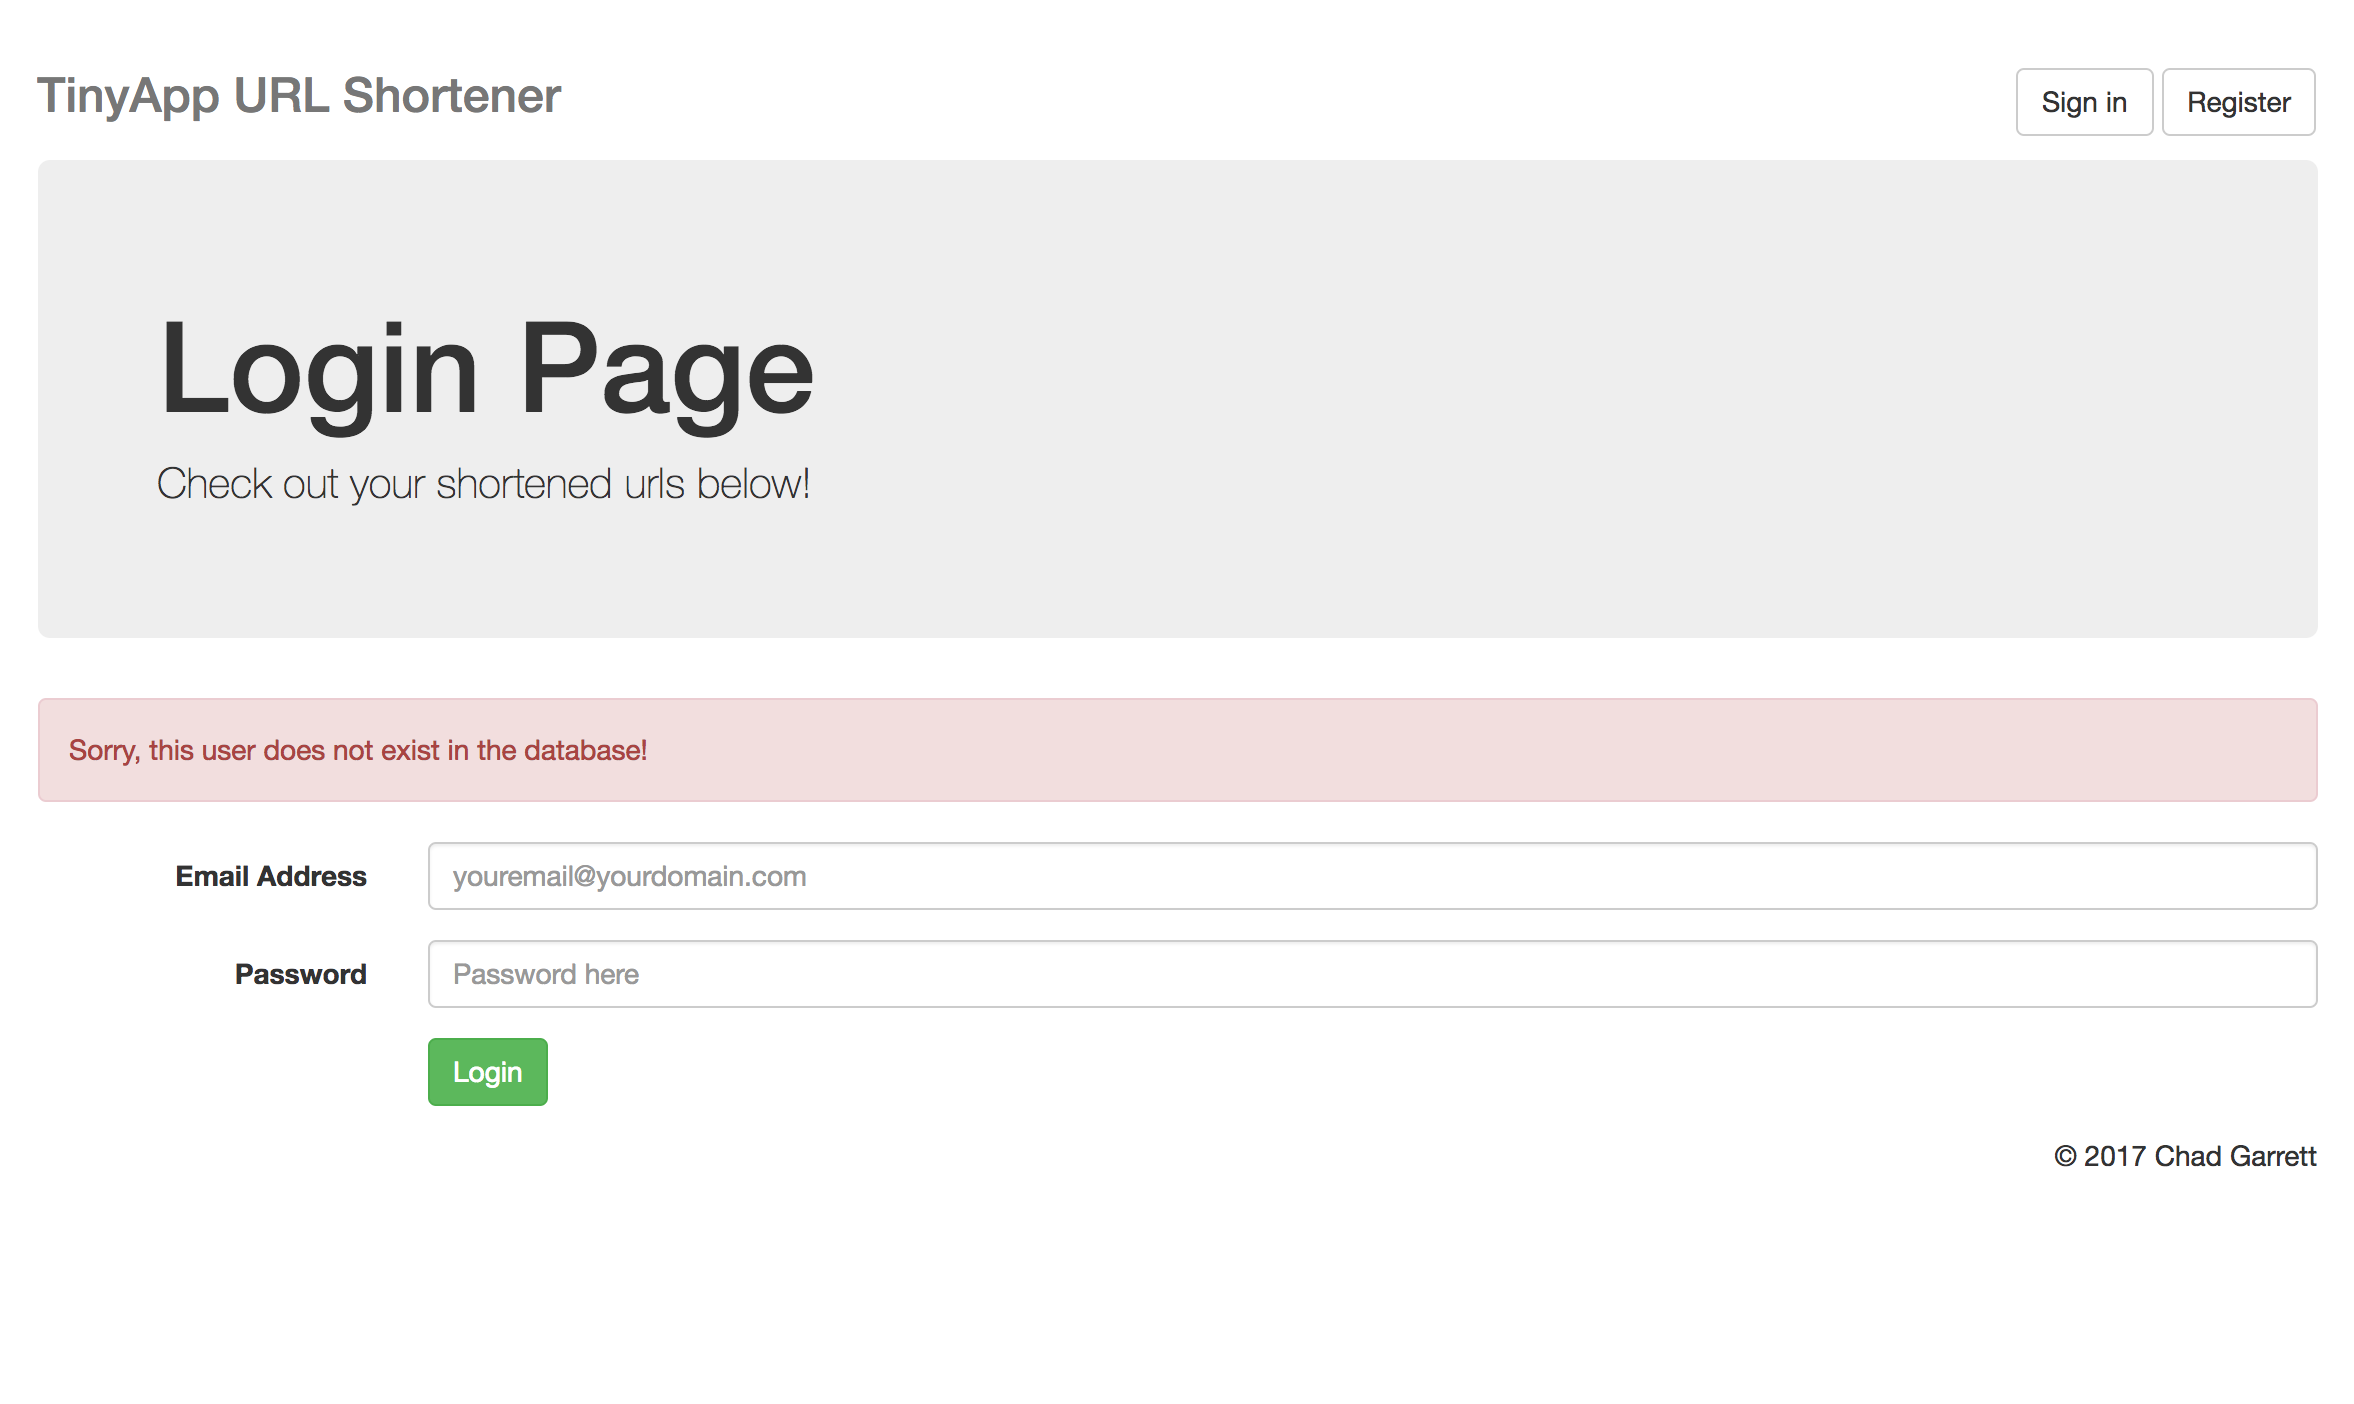 TinyApp URL Shortener
Sign in
Register
Login Page
Check out your shortened urls below!
Sorry, this user does not exist in the database!
Email Address
youremail@yourdomain.com
Password
Password here
Login
© 2017 Chad Garrett